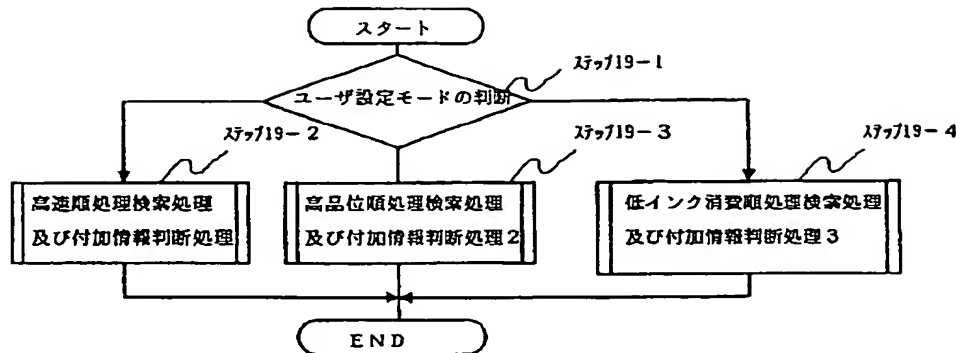 スタート
ステップ19－1
ユーザ設定モードの判断
ステップ19－2
ステップ19－3
ステップ19－4
高速順処理検索処理
及び付加情報判断処理
高品位順処理検索処理
及び付加情報判断処理2
低インク消費順処理検索処理
及び付加情報判断処理3
END